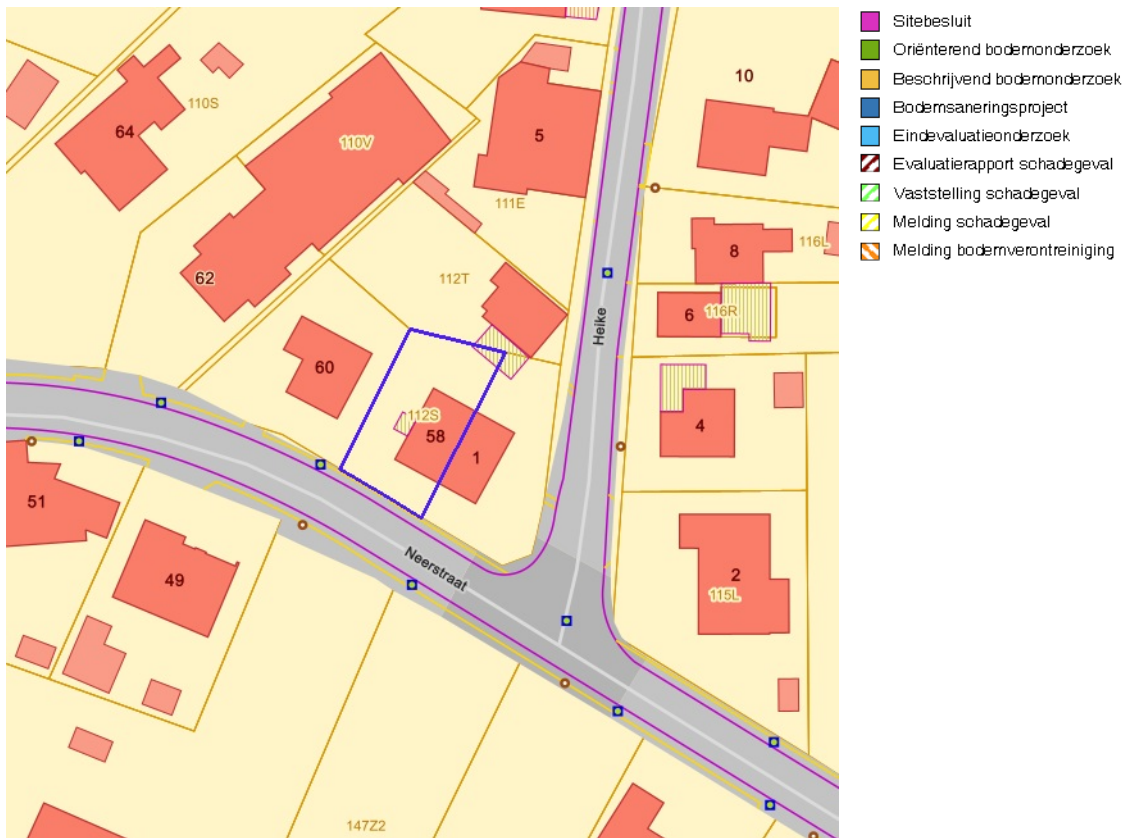 Sitebesluit
Oriënterend bodemonderzoek
Beschrijvend bodemonderzoek
Bodemsaneringsproject
Eindevaluatieonderzoek
Evaluatierapport schadegeval
Vaststelling schadegeval
Melding schadegeval
Melding bodemverontreiniging
10
110S
64
5
110V
111E
8
116L
62
112T
6
116R
Heike
60
112S
58
1
4
51
Neerstraat
49
2
115L
147Z2